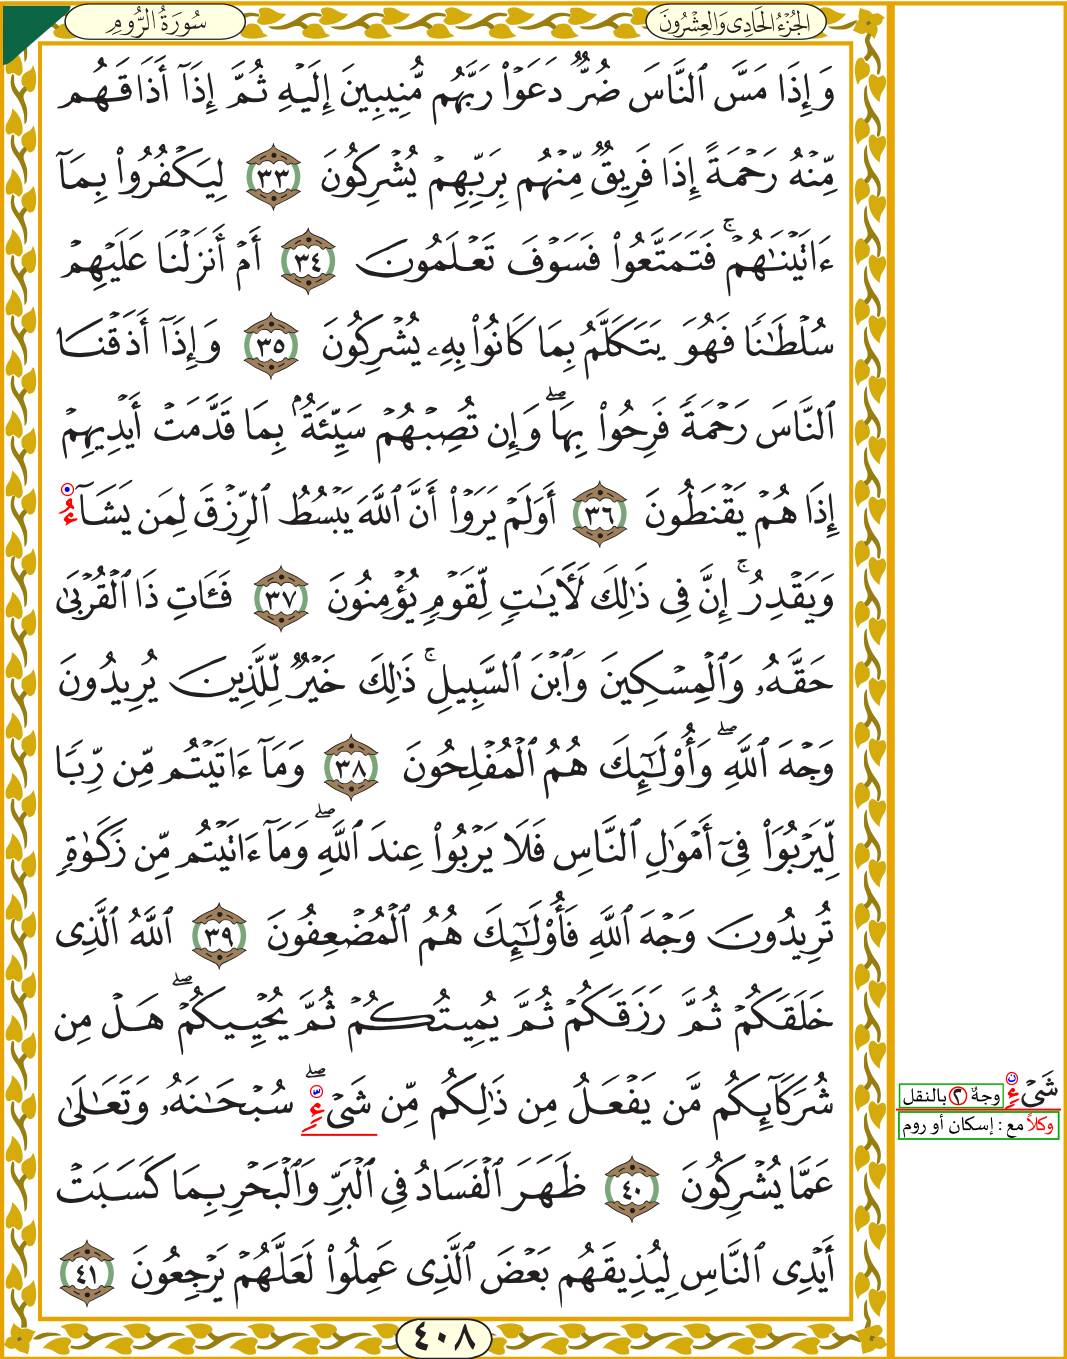 سُورَةُ الرُّومِ
الجُزْءُ الحَادِي وَالعِشْرُونَ
وَإِذَا مَسَّ ٱلنَّاسَ ضُرٌّ دَعَوْا۟ رَبَّهُم مُّنِيبِينَ إِلَيْهِ ثُمَّ إِذَآ أَذَاقَهُم
مِّنْهُ رَحْمَةً إِذَا فَرِيقٌ مِّنْهُم بِرَبِّهِمْ يُشْرِكُونَ ٣٣ لِيَكْفُرُوا۟ بِمَآ
ءَاتَيْنَٰهُمْ ۚ فَتَمَتَّعُوا۟ فَسَوْفَ تَعْلَمُونَ ٣٤ أَمْ أَنزَلْنَا عَلَيْهِمْ
سُلْطَٰنًا فَهُوَ يَتَكَلَّمُ بِمَا كَانُوا۟ بِهِۦ يُشْرِكُونَ ٣٥ وَإِذَآ أَذَقْنَا
ٱلنَّاسَ رَحْمَةً فَرِحُوا۟ بِهَا ۖ وَإِن تُصِبْهُمْ سَيِّئَةٌۢ بِمَا قَدَّمَتْ أَيْدِيهِمْ
إِذَا هُمْ يَقْنَطُونَ ٣٦ أَوَلَمْ يَرَوْا۟ أَنَّ ٱللَّهَ يَبْسُطُ ٱلرِّزْقَ لِمَن يَشَآءُ
وَيَقْدِرُ ۚ إِنَّ فِى ذَٰلِكَ لَءَايَٰتٍ لِّقَوْمٍ يُؤْمِنُونَ ٣٧ فَـَٔاتِ ذَا ٱلْقُرْبَىٰ
حَقَّهُۥ وَٱلْمِسْكِينَ وَٱبْنَ ٱلسَّبِيلِ ۚ ذَٰلِكَ خَيْرٌ لِّلَّذِينَ يُرِيدُونَ
وَجْهَ ٱللَّهِ ۖ وَأُو۟لَٰٓئِكَ هُمُ ٱلْمُفْلِحُونَ ٣٨ وَمَآ ءَاتَيْتُم مِّن رِّبًا
لِّيَرْبُوَا۟ فِىٓ أَمْوَٰلِ ٱلنَّاسِ فَلَا يَرْبُوا۟ عِندَ ٱللَّهِ ۖ وَمَآ ءَاتَيْتُم مِّن زَكَوٰةٍ
تُرِيدُونَ وَجْهَ ٱللَّهِ فَأُو۟لَٰٓئِكَ هُمُ ٱلْمُضْعِفُونَ ٣٩ ٱللَّهُ ٱلَّذِى
خَلَقَكُمْ ثُمَّ رَزَقَكُمْ ثُمَّ يُمِيتُكُمْ ثُمَّ يُحْيِيكُمْ ۖ هَلْ مِن
شُرَكَآئِكُم مَّن يَفْعَلُ مِن ذَٰلِكُم مِّن شَىْءٍ ۖ سُبْحَٰنَهُۥ وَتَعَٰلَىٰ
عَمَّا يُشْرِكُونَ ٤٠ ظَهَرَ ٱلْفَسَادُ فِى ٱلْبَرِّ وَٱلْبَحْرِ بِمَا كَسَبَتْ
أَيْدِى ٱلنَّاسِ لِيُذِيقَهُم بَعْضَ ٱلَّذِى عَمِلُوا۟ لَعَلَّهُمْ يَرْجِعُونَ ٤١
٤٠٨
شَىْءٍ وجهٌ ٢ بالنقل
وكلاً مع : إسكان أو روم